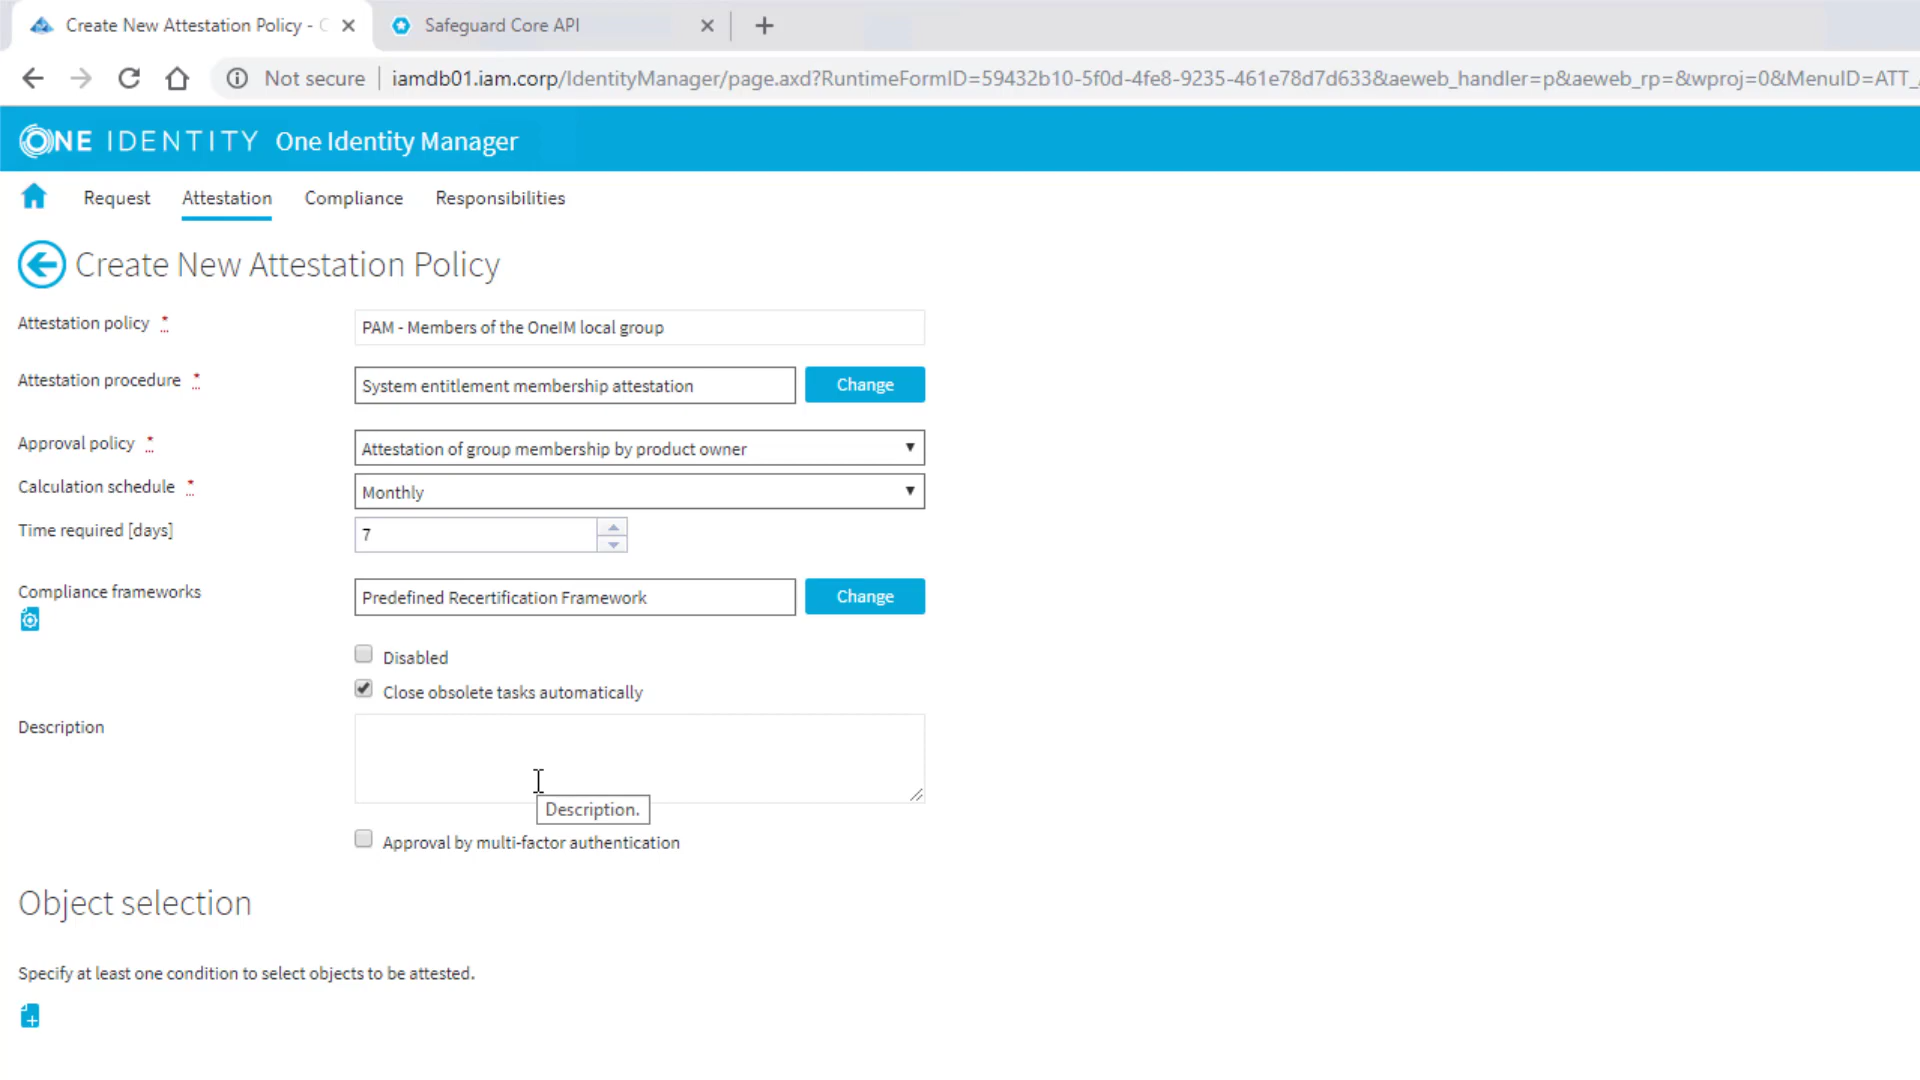 Create New Attestation Policy -
Safeguard Core API
Not secure | iamdb01.iam.corp/IdentityManager/page.axd?RuntimeFormID=59432b10-5f0d-4fe8-9235-461e78d7d633&aeweb_handler=p&aeweb_rp=&wproj=0&MenuID=ATT_
ONE IDENTITY One Identity Manager
Request Attestation Compliance Responsibilities
Create New Attestation Policy
Attestation policy * PAM - Members of the OneIM local group
Attestation procedure * System entitlement membership attestation Change
Approval policy * Attestation of group membership by product owner
Calculation schedule * Monthly
Time required [days] 7
Compliance frameworks Predefined Recertification Framework Change
Disabled
Close obsolete tasks automatically
Description
Description.
Approval by multi-factor authentication
Object selection
Specify at least one condition to select objects to be attested.